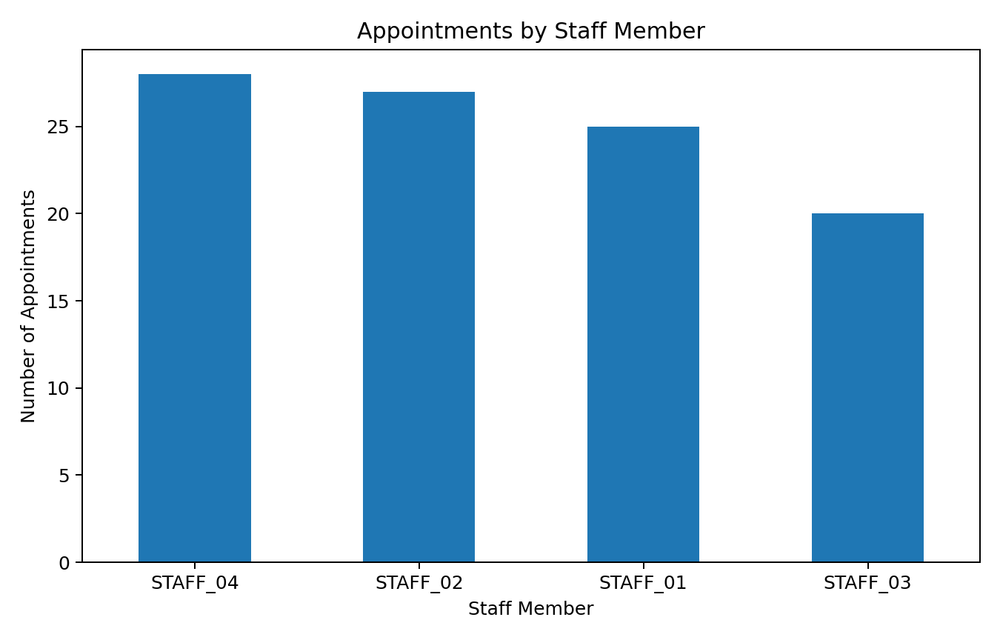 Appointments by Staff Member
Number of Appointments
25
20
15
10
5
0
STAFF_04 STAFF_02 STAFF_01 STAFF_03
Staff Member